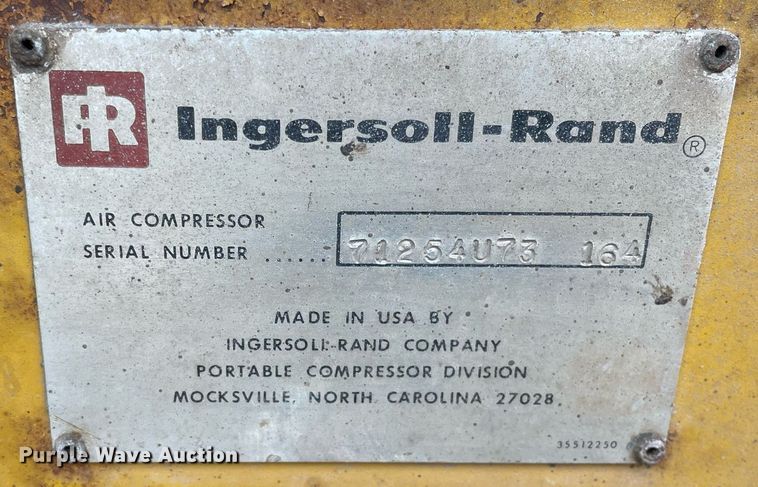 IR Ingersoll-Rand ®
AIR COMPRESSOR
SERIAL NUMBER ...... 71254U73 164
MADE IN USA BY
INGERSOLL-RAND COMPANY
PORTABLE COMPRESSOR DIVISION
MOCKSVILLE, NORTH CAROLINA 27028
35512250
Purple Wave Auction